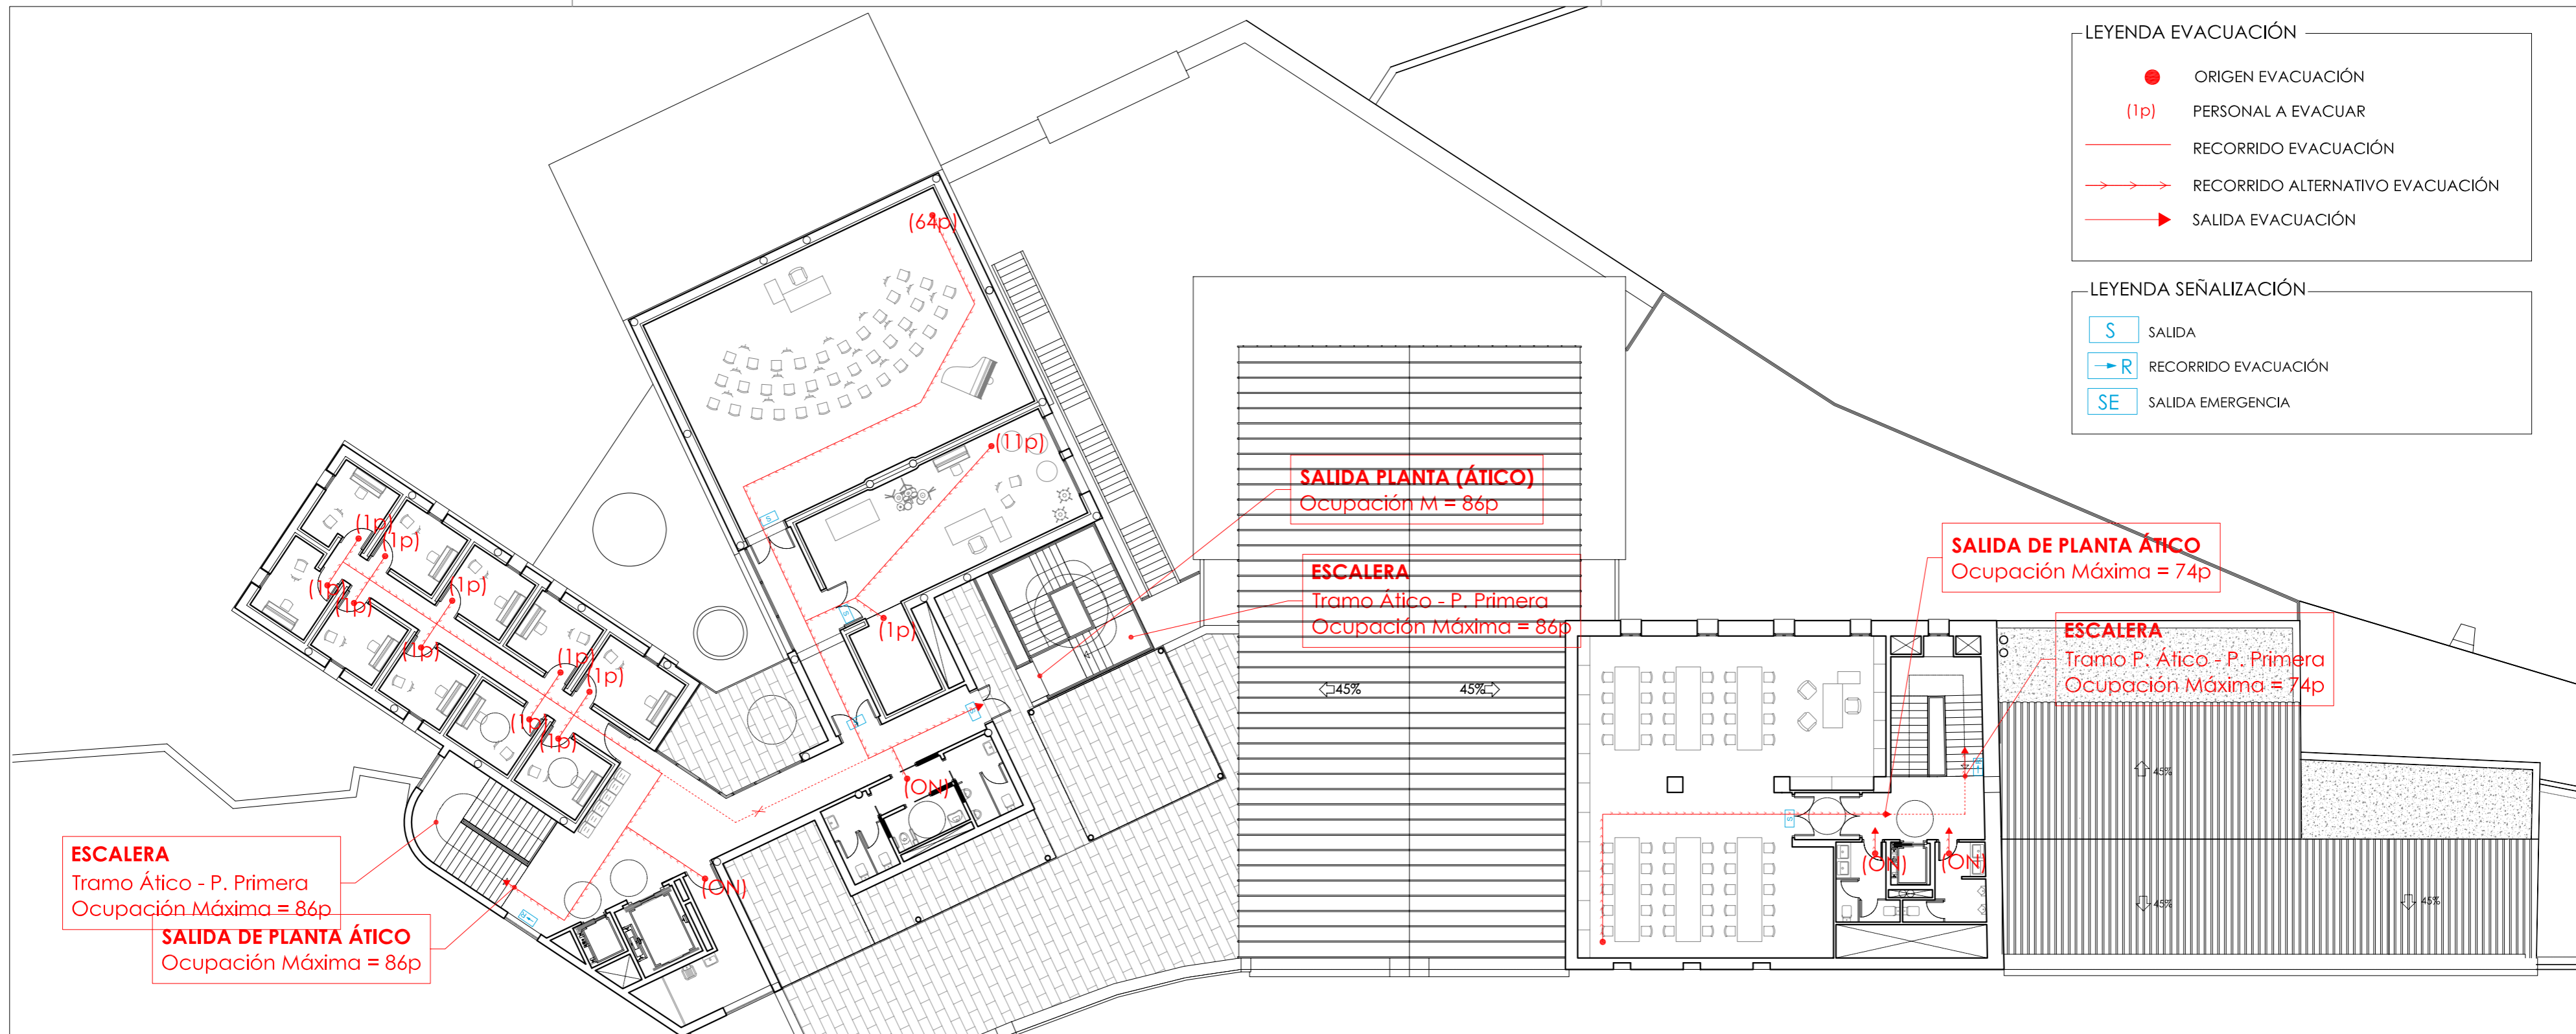 LEYENDA EVACUACIÓN
ORIGEN EVACUACIÓN
(1p) PERSONAL A EVACUAR
RECORRIDO EVACUACIÓN
RECORRIDO ALTERNATIVO EVACUACIÓN
SALIDA EVACUACIÓN
LEYENDA SEÑALIZACIÓN
S SALIDA
R RECORRIDO EVACUACIÓN
SE SALIDA EMERGENCIA
(64p)
(11p)
(1p)
SALIDA PLANTA (ÁTICO)
Ocupación M = 86p
ESCALERA
Tramo Ático - P. Primera
Ocupación Máxima = 86p
(1p)
(1p)
(1p)
(1p)
(1p)
(1p)
(1p)
(1p)
(1p)
(1p)
S
S
S
(ON)
(ON)
ESCALERA
Tramo Ático - P. Primera
Ocupación Máxima = 86p
SALIDA DE PLANTA ÁTICO
Ocupación Máxima = 86p
45%
45%
SALIDA DE PLANTA ÁTICO
Ocupación Máxima = 74p
ESCALERA
Tramo P. Ático - P. Primera
Ocupación Máxima = 74p
S
(ON)
(ON)
45%
45%
45%